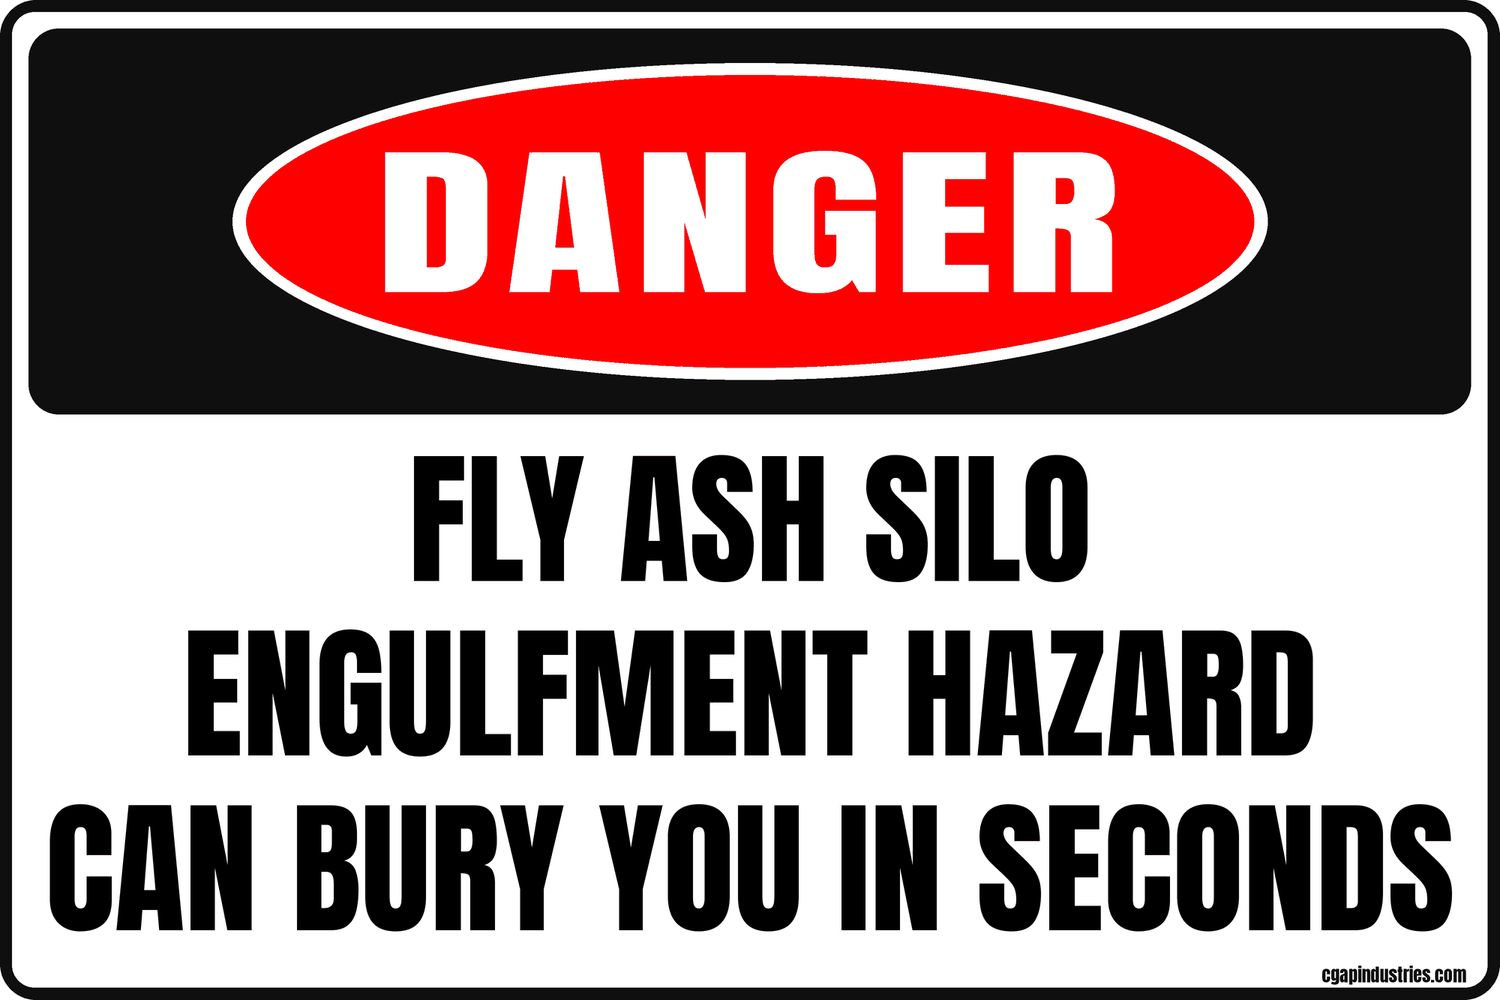 DANGER
FLY ASH SILO
ENGULFMENT HAZARD
CAN BURY YOU IN SECONDS
cgapindustries.com